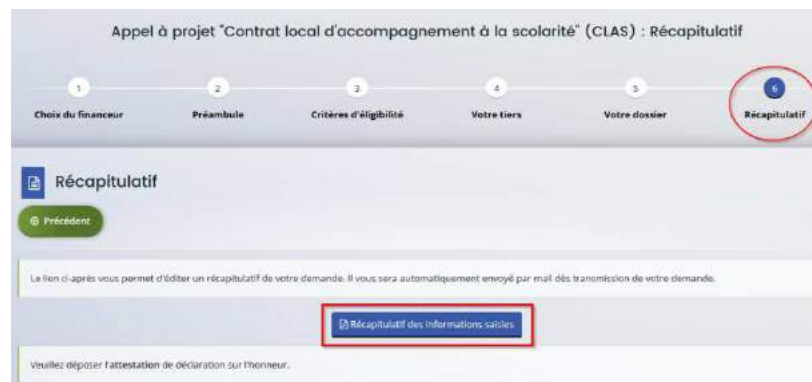 Appel à projet "Contrat local d'accompagnement à la scolarité" (CLAS) : Récapitulatif
1 2 3 4 5 6
Choix du financeur Préambule Critères d'éligibilité Votre tiers Votre dossier Récapitulatif
Récapitulatif
Précédent
Le lien ci-après vous permet d'éditer un récapitulatif de votre demande. Il vous sera automatiquement envoyé par mail dès transmission de votre demande.
Récapitulatif des informations saisies
Veuillez déposer l'attestation de déclaration sur l'honneur.